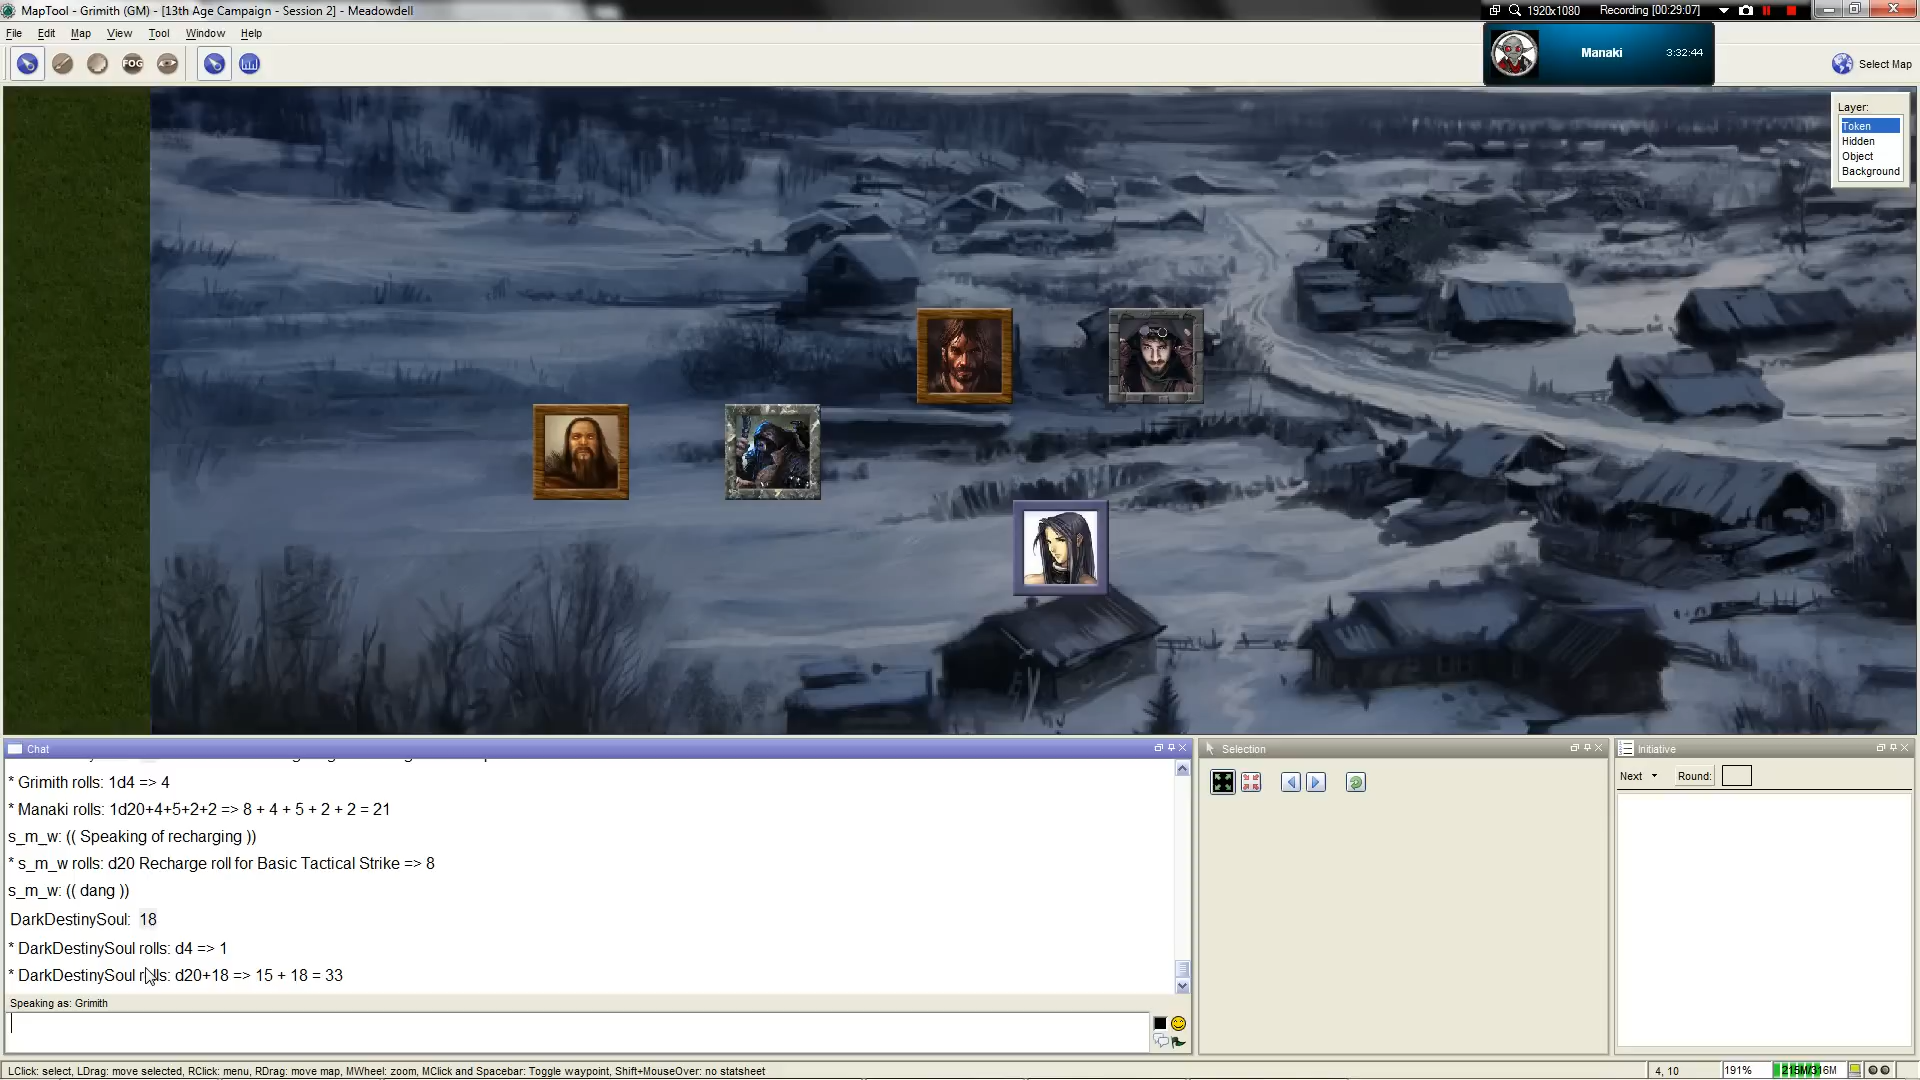 MapTool - Grimith (GM) - [13th Age Campaign - Session 2] - Meadowdell
1920x1080
Recording [00:29:07]
File Edit Map View Tool Window Help
FOG
Manaki
3:32:44
Select Map
Layer:
Token
Hidden
Object
Background
Chat
* Grimith rolls: 1d4 => 4
* Manaki rolls: 1d20+4+5+2+2 => 8 + 4 + 5 + 2 + 2 = 21
s_m_w: (( Speaking of recharging ))
* s_m_w rolls: d20 Recharge roll for Basic Tactical Strike => 8
s_m_w: (( dang ))
DarkDestinySoul: 18
* DarkDestinySoul rolls: d4 => 1
* DarkDestinySoul rolls: d20+18 => 15 + 18 = 33
Speaking as: Grimith
Selection
Initiative
Next
Round:
LClick: select, LDrag: move selected, RClick: menu, RDrag: move map, MWheel: zoom, MClick and Spacebar: Toggle waypoint, Shift+MouseOver: no statsheet
4, 10
191%
215M/316M